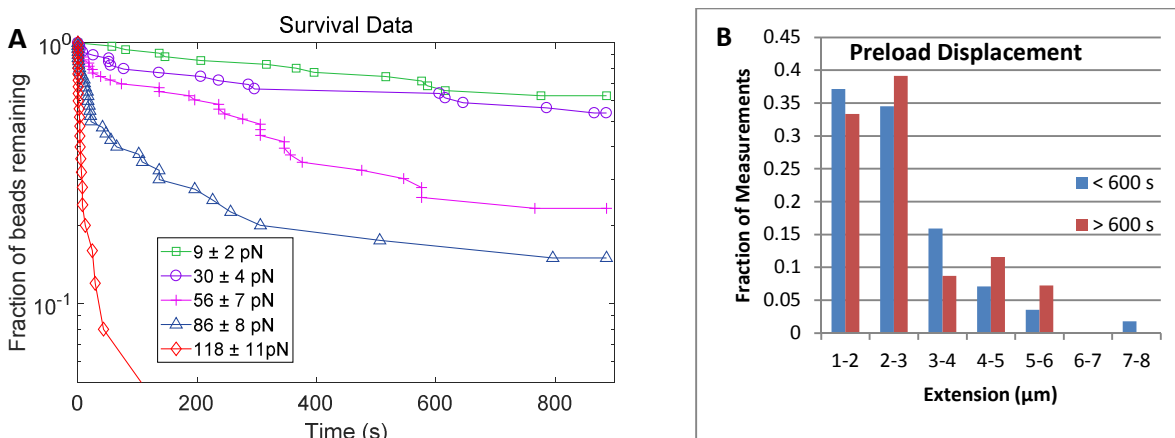 A
Survival Data
Fraction of beads remaining
10⁰
10⁻¹
9 ± 2 pN
30 ± 4 pN
56 ± 7 pN
86 ± 8 pN
118 ± 11pN
0
200
400
600
800
Time (s)
B
Preload Displacement
Fraction of Measurements
0.45
0.4
0.35
0.3
0.25
0.2
0.15
0.1
0.05
0
< 600 s
> 600 s
1-2
2-3
3-4
4-5
5-6
6-7
7-8
Extension (µm)